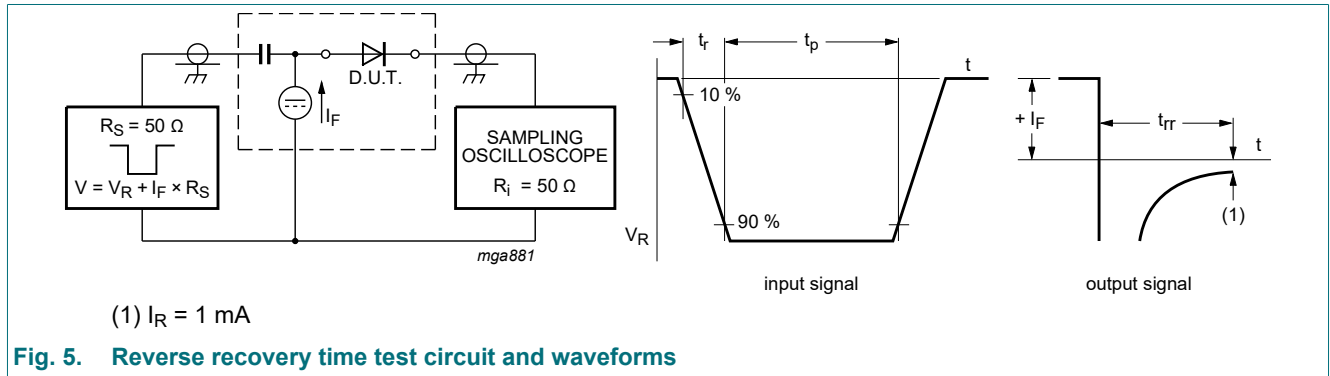 D.U.T.
I_F
R_S = 50 Ω
V = V_R + I_F × R_S
SAMPLING
OSCILLOSCOPE
R_i = 50 Ω
mga881
t_r
t_p
t
10 %
90 %
V_R
input signal
+ I_F
t_rr
t
(1)
output signal
(1) I_R = 1 mA
Fig. 5. Reverse recovery time test circuit and waveforms